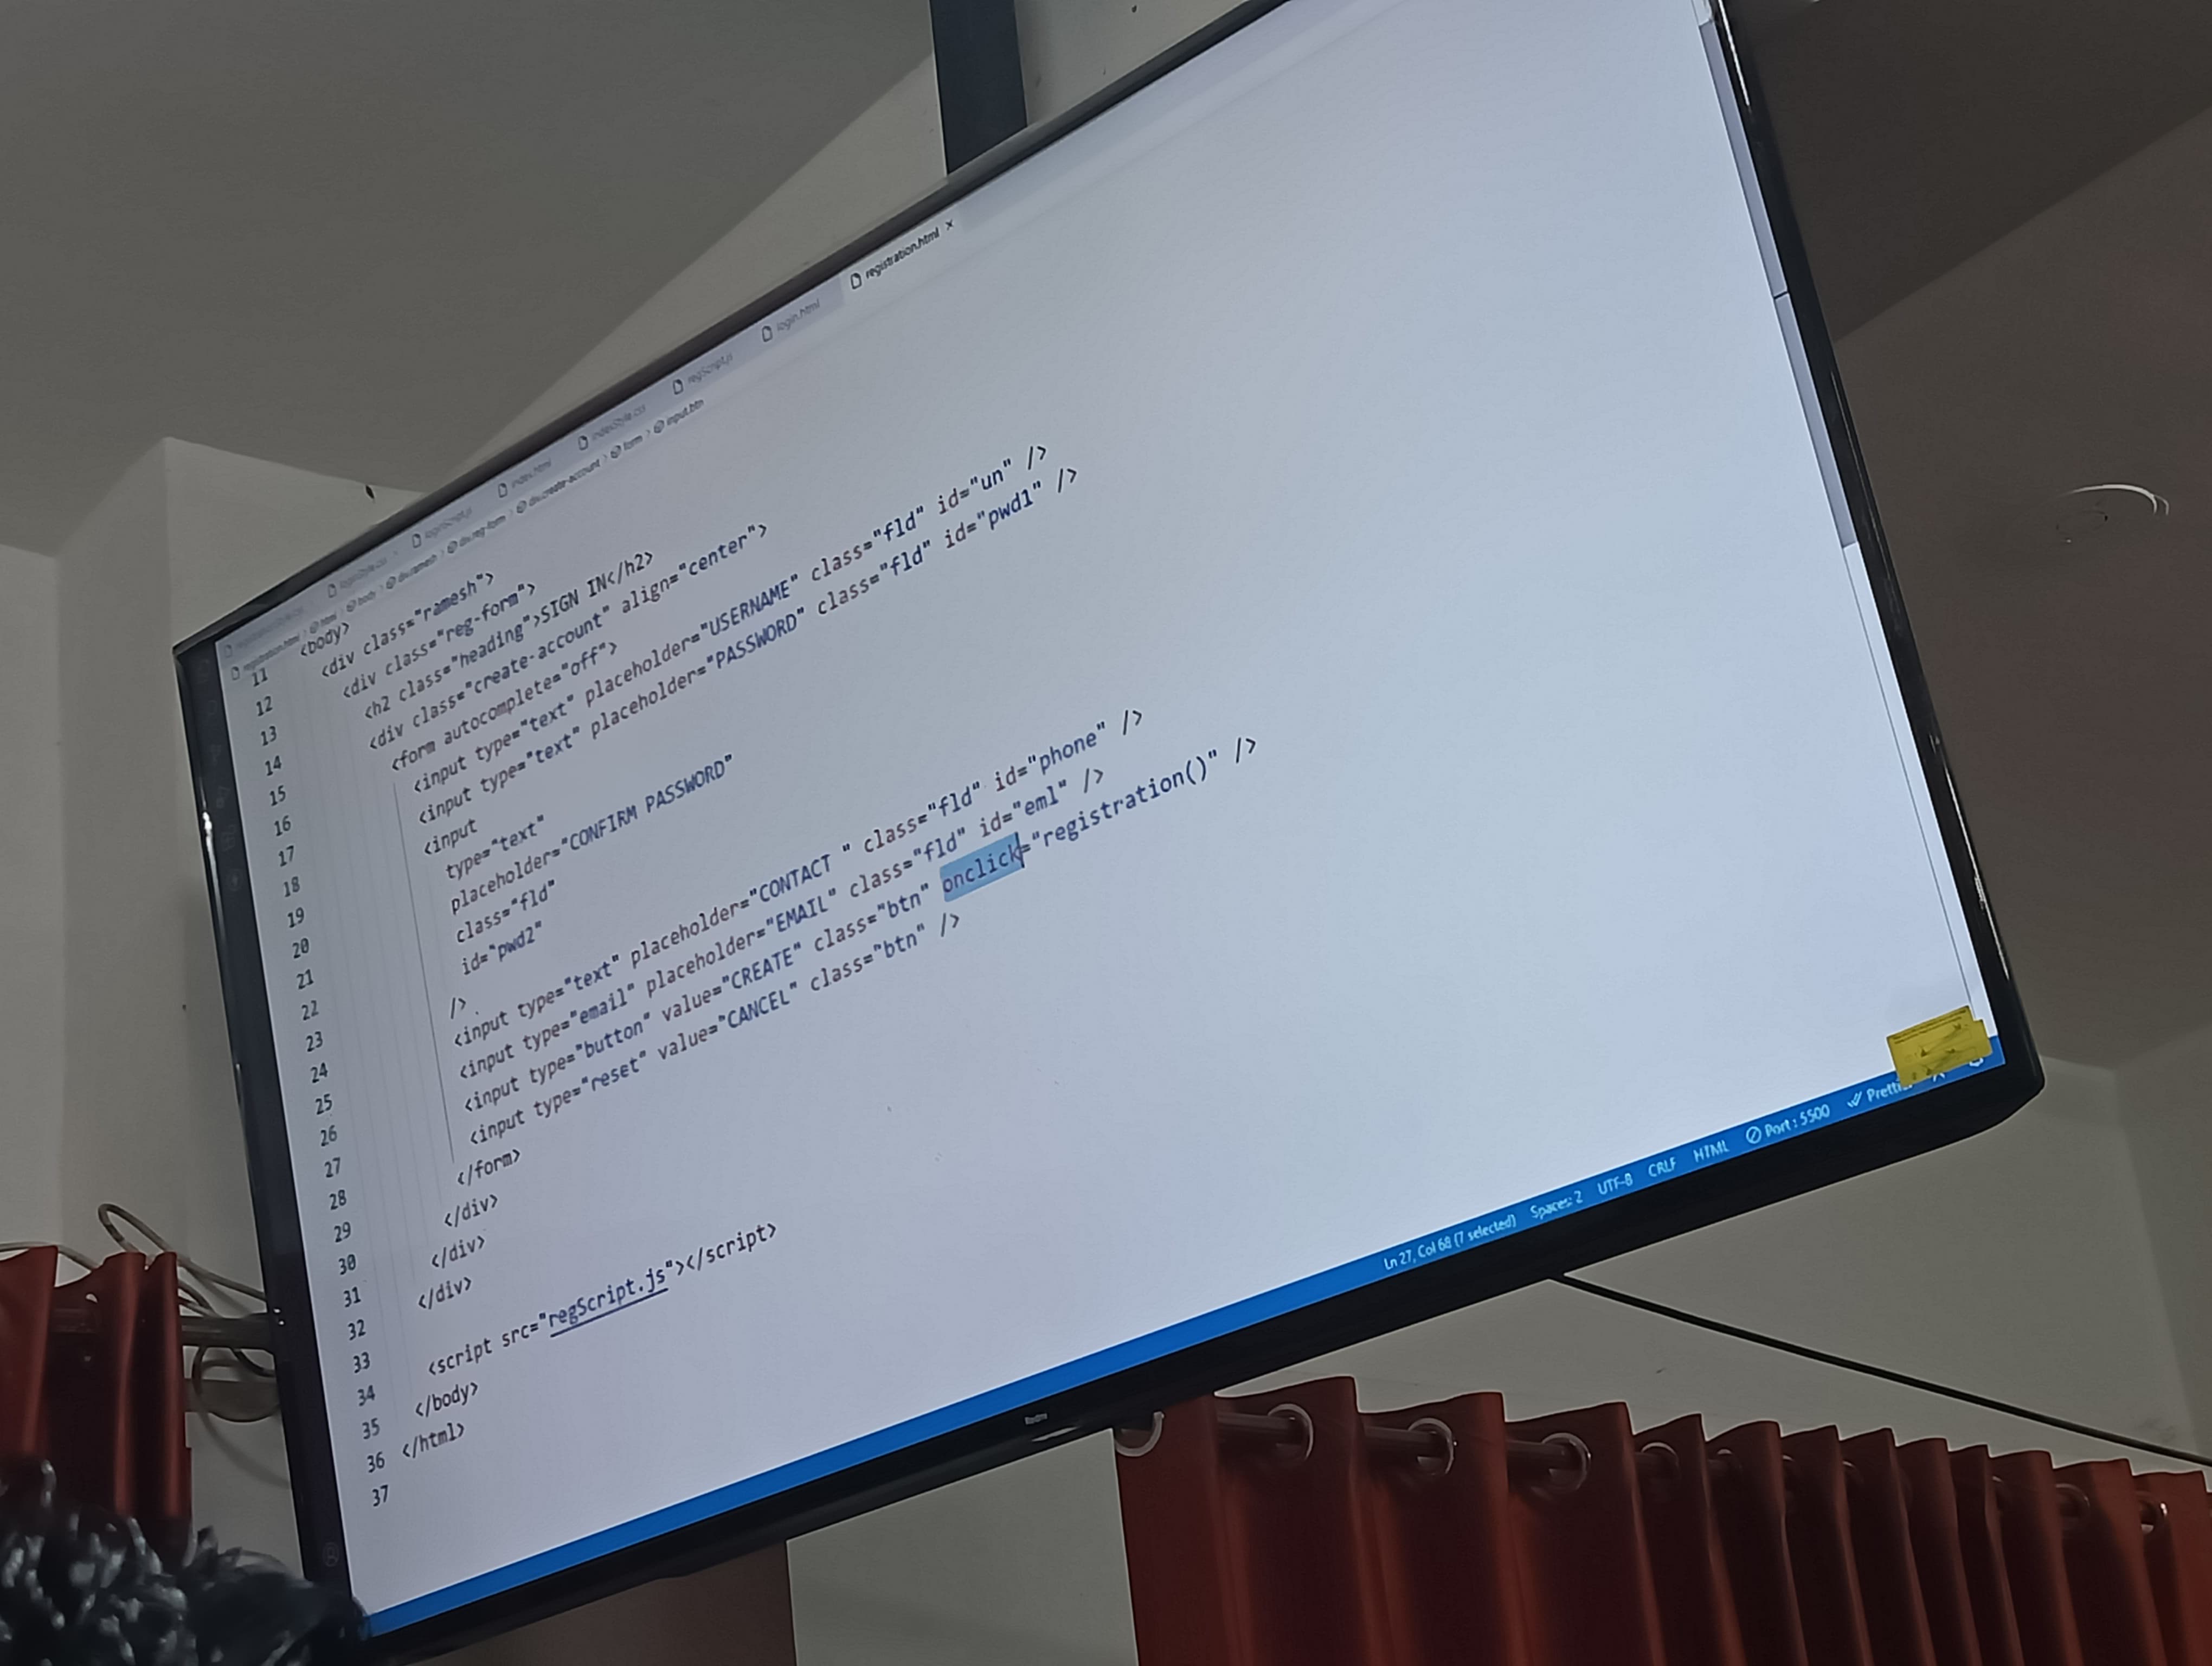 registrationStyle.css loginStyle.css loginScript.js index.html indexStyle.css regScript.js login.html registration.html ×
registration.html > html > body > div.ramesh > div.reg-form > div.create-account > form > input.btn
11 <body>
12 <div class="ramesh">
13 <div class="reg-form">
14 <h2 class="heading">SIGN IN</h2>
15 <div class="create-account" align="center">
16 <form autocomplete="off">
17 <input type="text" placeholder="USERNAME" class="fld" id="un" />
18 <input type="text" placeholder="PASSWORD" class="fld" id="pwd1" />
19 <input
20 type="text"
21 placeholder="CONFIRM PASSWORD"
22 class="fld"
23 id="pwd2"
24 />
25 <input type="text" placeholder="CONTACT " class="fld" id="phone" />
26 <input type="email" placeholder="EMAIL" class="fld" id="eml" />
27 <input type="button" value="CREATE" class="btn" onclick="registration()" />
28 <input type="reset" value="CANCEL" class="btn" />
29 </form>
30 </div>
31 </div>
32 </div>
33
34 <script src="regScript.js"></script>
35 </body>
36 </html>
37
Ln 27, Col 68 (7 selected) Spaces: 2 UTF-8 CRLF HTML Port : 5500
Redmi